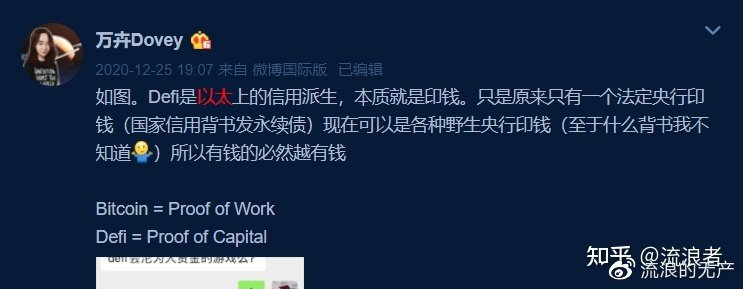 万卉Dovey
2020-12-25 19:07 来自 微博国际版 已编辑
如图。Defi是以太上的信用派生，本质就是印钱。只是原来只有一个法定央行印
钱（国家信用背书发永续债）现在可以是各种野生央行印钱（至于什么背书我不
知道🤷）所以有钱的必然越有钱
Bitcoin = Proof of Work
Defi = Proof of Capital
defi会沦为大资金的游戏么？
知乎 @流浪者
流浪的无产